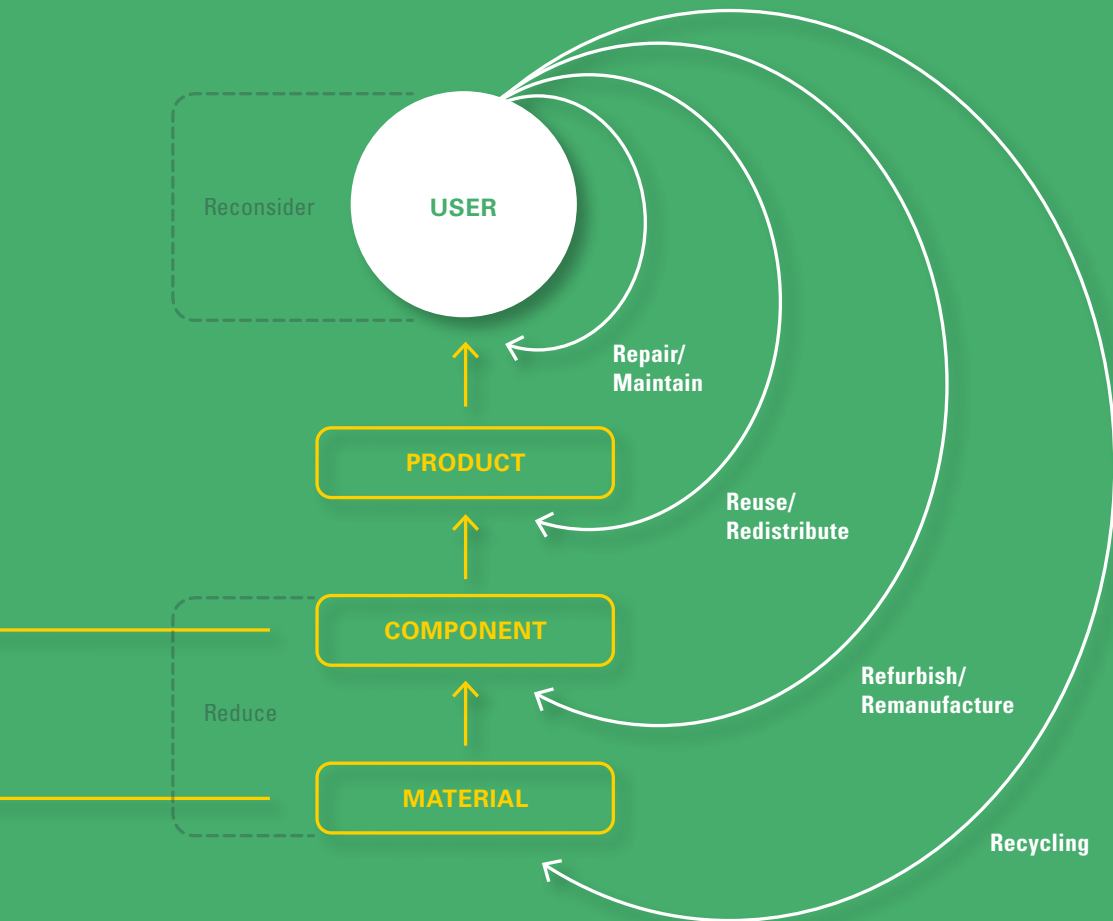 Reconsider
USER
Repair/
Maintain
PRODUCT
Reuse/
Redistribute
COMPONENT
Refurbish/
Remanufacture
Reduce
MATERIAL
Recycling